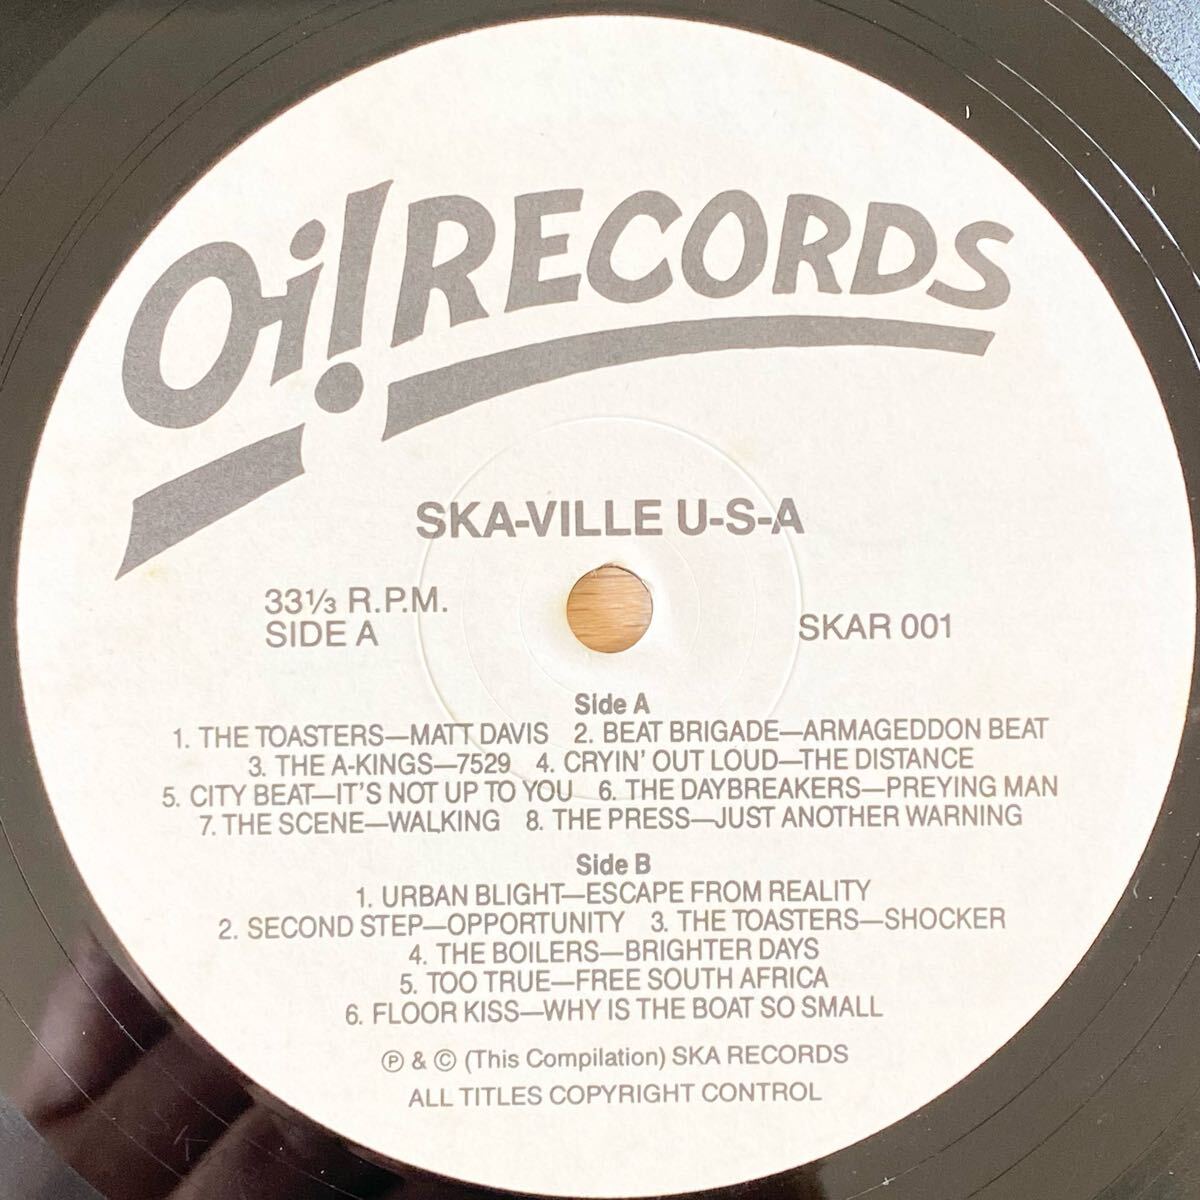 Oi! RECORDS
SKA-VILLE U-S-A
33⅓ R.P.M.
SIDE A
SKAR 001
Side A
1. THE TOASTERS—MATT DAVIS 2. BEAT BRIGADE—ARMAGEDDON BEAT
3. THE A-KINGS—7529 4. CRYIN' OUT LOUD—THE DISTANCE
5. CITY BEAT—IT'S NOT UP TO YOU 6. THE DAYBREAKERS—PREYING MAN
7. THE SCENE—WALKING 8. THE PRESS—JUST ANOTHER WARNING
Side B
1. URBAN BLIGHT—ESCAPE FROM REALITY
2. SECOND STEP—OPPORTUNITY 3. THE TOASTERS—SHOCKER
4. THE BOILERS—BRIGHTER DAYS
5. TOO TRUE—FREE SOUTH AFRICA
6. FLOOR KISS—WHY IS THE BOAT SO SMALL
Ⓟ & © (This Compilation) SKA RECORDS
ALL TITLES COPYRIGHT CONTROL